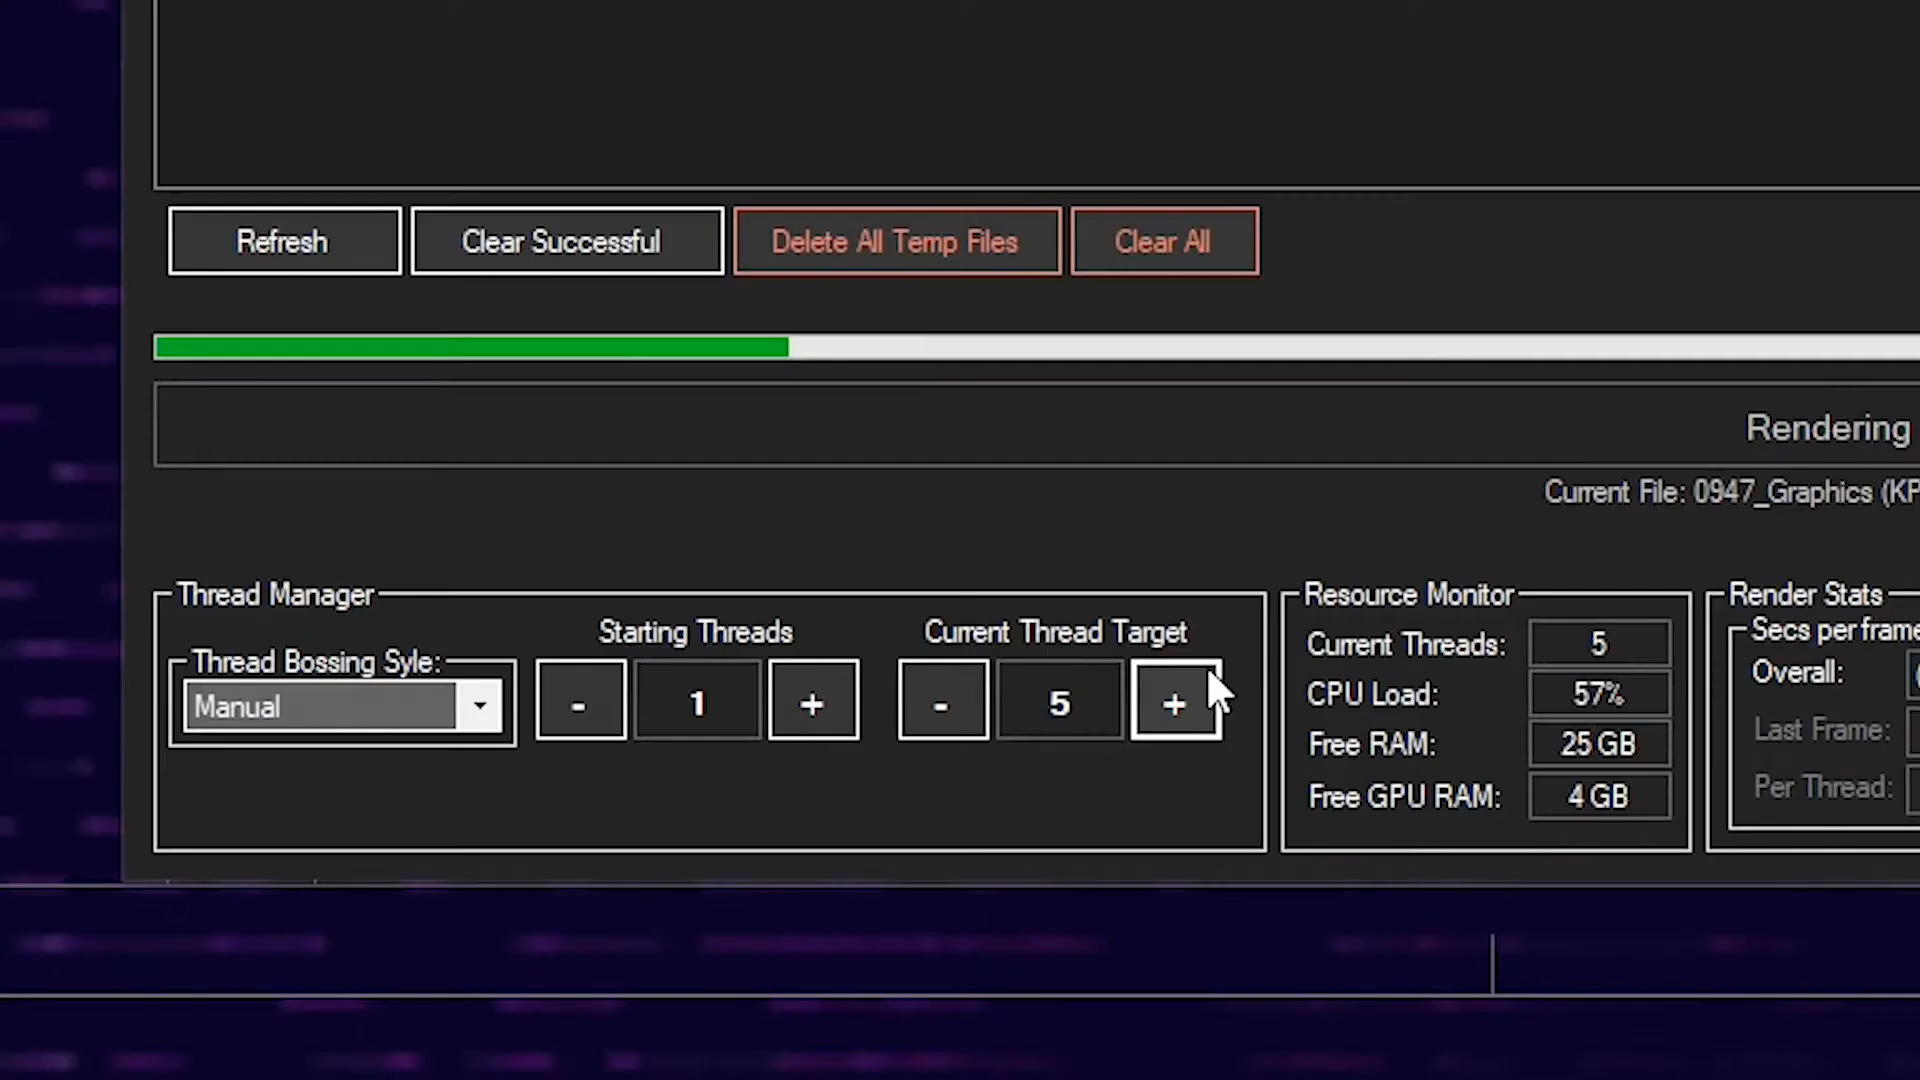 Refresh
Clear Successful
Delete All Temp Files
Clear All
Rendering
Current File: 0947_Graphics (KP
Thread Manager
Thread Bossing Syle:
Manual
Starting Threads
- 1 +
Current Thread Target
- 5 +
Resource Monitor
Current Threads: 5
CPU Load: 57%
Free RAM: 25 GB
Free GPU RAM: 4 GB
Render Stats
Secs per frame
Overall:
Last Frame:
Per Thread: